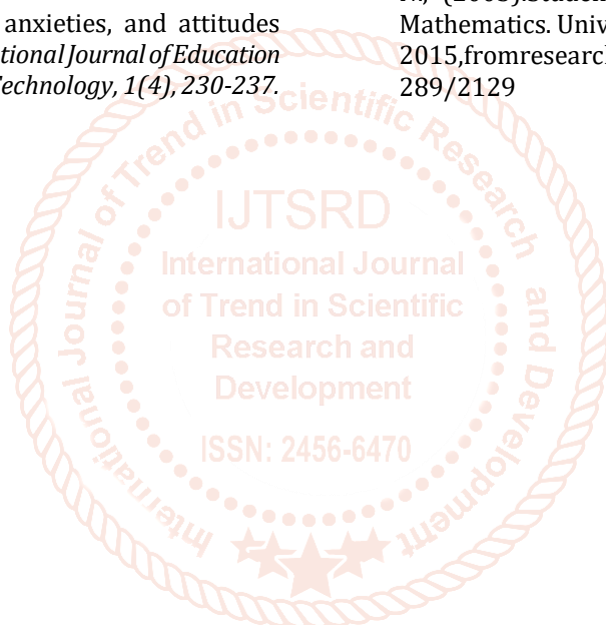 anxieties, and attitudes
tional Journal of Education
Technology, 1(4), 230-237.
Mathematics. Univ
2015,fromresearch
289/2129
International Journal of Trend in Scientific Research and Development
IJTSRD
International Journal
of Trend in Scientific
Research and
Development
ISSN: 2456-6470